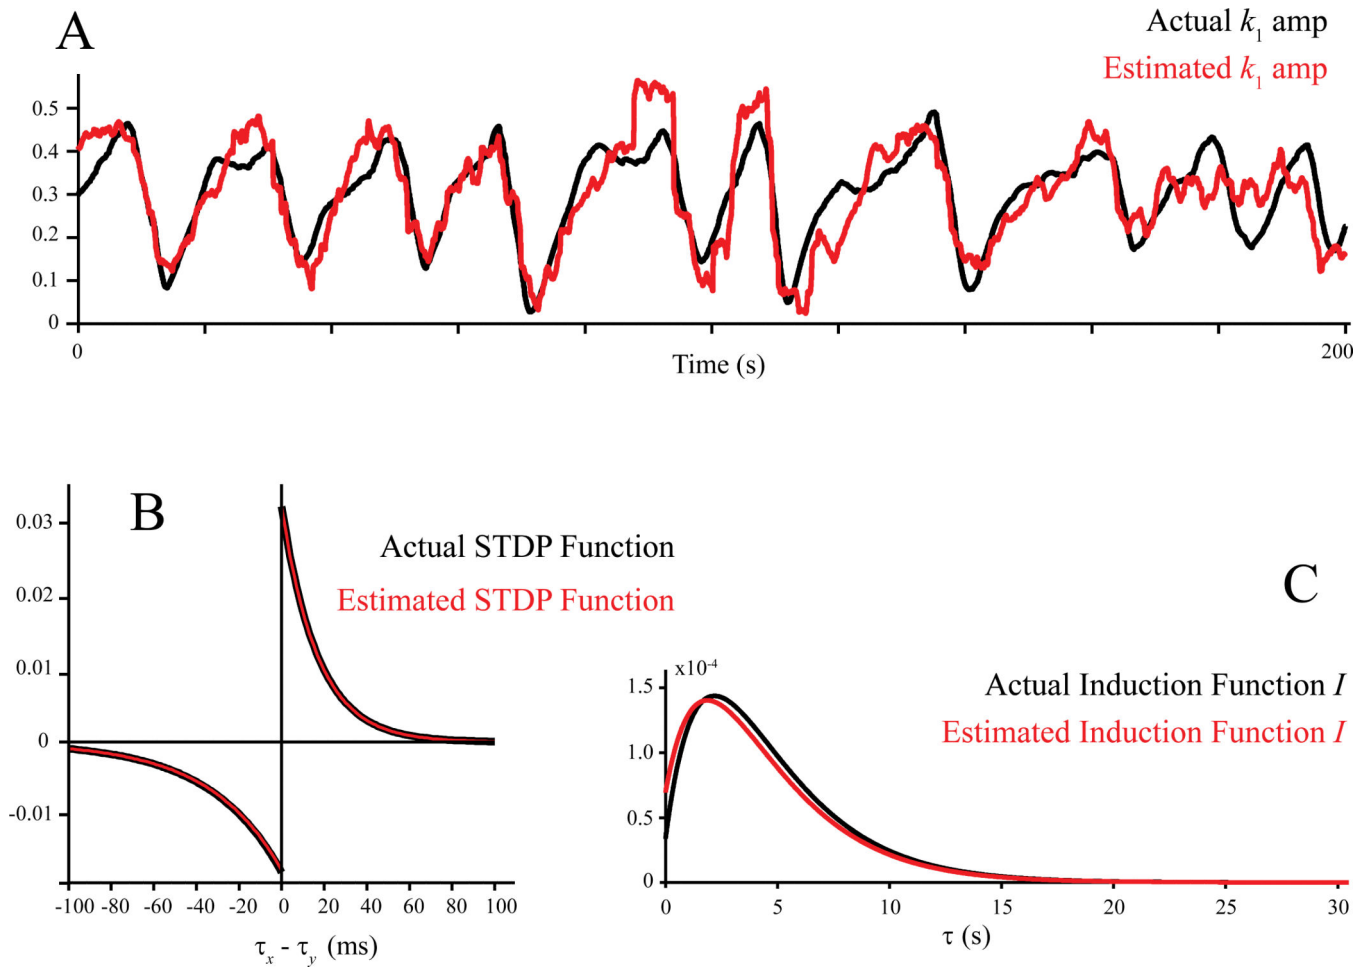 A
Actual k₁ amp
Estimated k₁ amp
0.5
0.4
0.3
0.2
0.1
0
0
200
Time (s)
B
0.03
0.02
0.01
0
-0.01
Actual STDP Function
Estimated STDP Function
-100 -80 -60 -40 -20 0 20 40 60 80 100
τx - τy (ms)
C
x10⁻⁴
1.5
1.0
0.5
0
Actual Induction Function I
Estimated Induction Function I
0 5 10 15 20 25 30
τ (s)